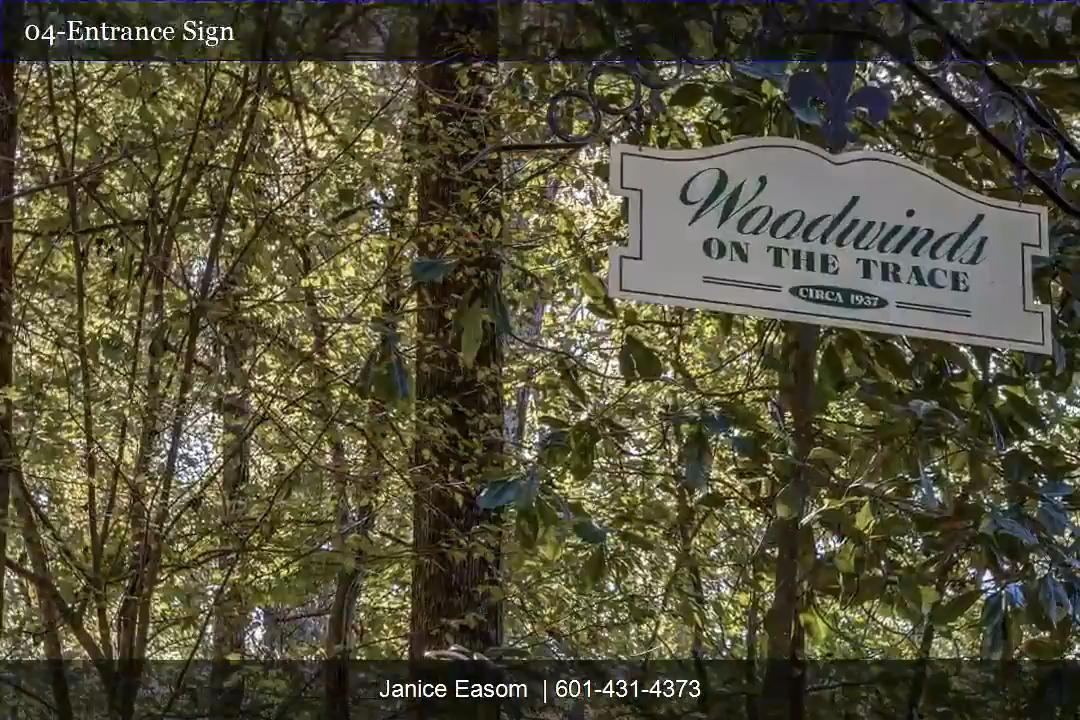 04-Entrance Sign
Woodwinds
ON THE TRACE
CIRCA 1937
Janice Easom | 601-431-4373